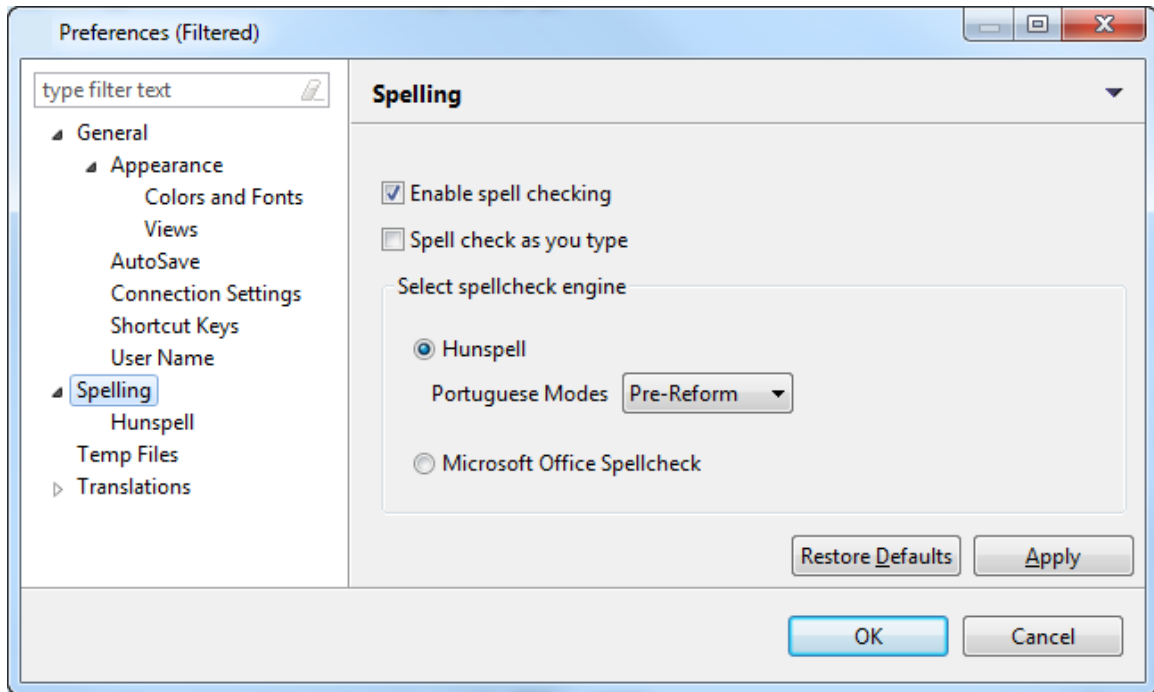 Preferences (Filtered)
type filter text
General
Appearance
Colors and Fonts
Views
AutoSave
Connection Settings
Shortcut Keys
User Name
Spelling
Hunspell
Temp Files
Translations
Spelling
Enable spell checking
Spell check as you type
Select spellcheck engine
Hunspell
Portuguese Modes Pre-Reform
Microsoft Office Spellcheck
Restore Defaults Apply
OK Cancel